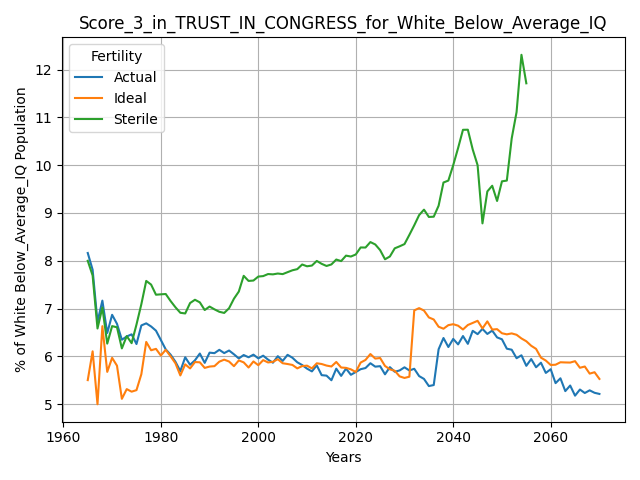 Score_3_in_TRUST_IN_CONGRESS_for_White_Below_Average_IQ
Fertility
Actual
Ideal
Sterile
% of White Below_Average_IQ Population
12
11
10
9
8
7
6
5
1960
1980
2000
2020
2040
2060
Years